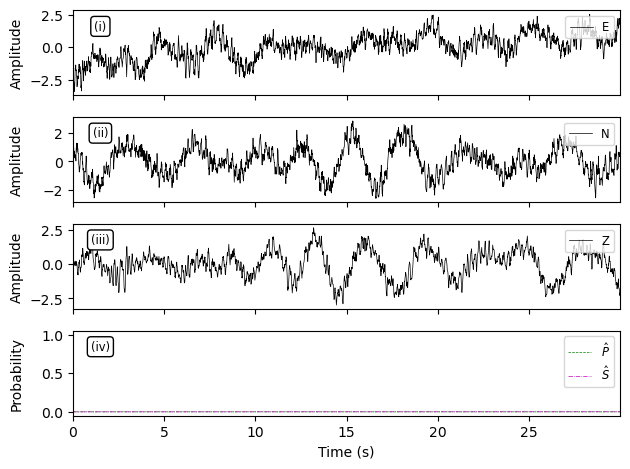 2.5
0.0
−2.5
Amplitude
(i)
E
2
0
−2
Amplitude
(ii)
N
2.5
0.0
−2.5
Amplitude
(iii)
Z
1.0
0.5
0.0
Probability
(iv)
P̂
Ŝ
0 5 10 15 20 25
Time (s)